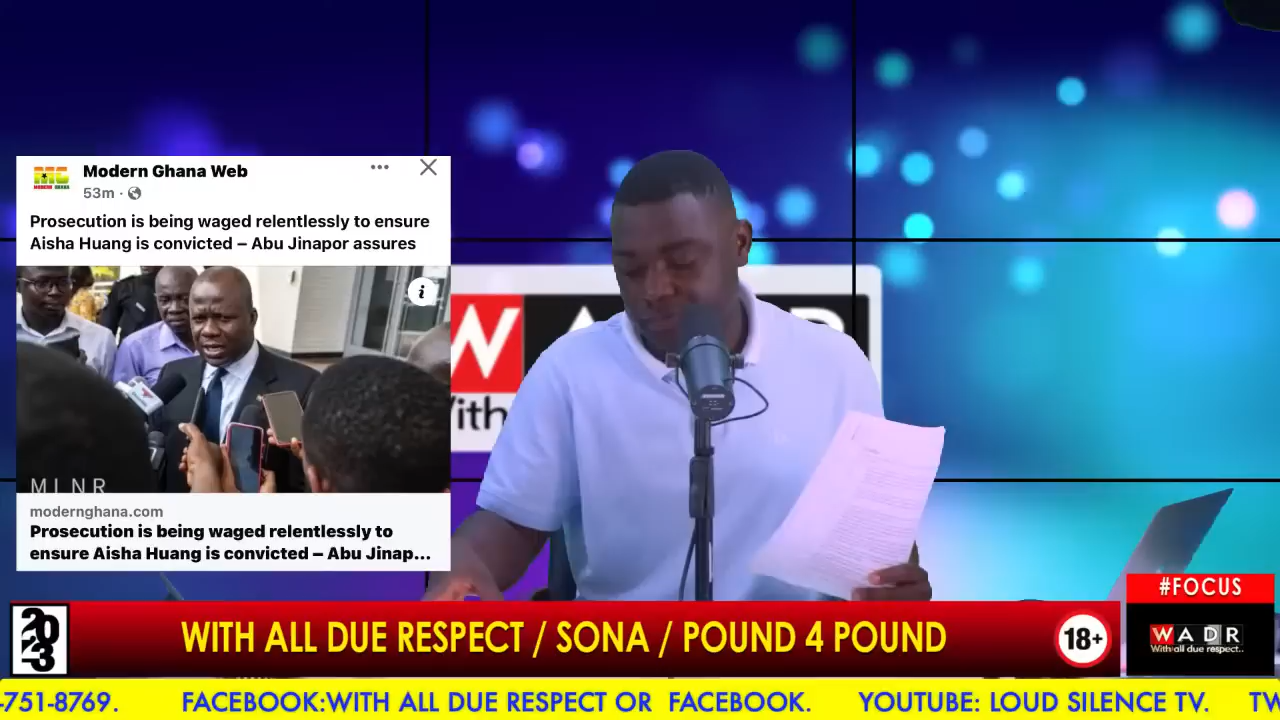 Modern Ghana Web
53m
Prosecution is being waged relentlessly to ensure
Aisha Huang is convicted – Abu Jinapor assures
i
MLNR
modernghana.com
Prosecution is being waged relentlessly to
ensure Aisha Huang is convicted – Abu Jinap...
W A R
With
#FOCUS
2023
WITH ALL DUE RESPECT / SONA / POUND 4 POUND
18+
WADR
With all due respect..
-751-8769. FACEBOOK:WITH ALL DUE RESPECT OR FACEBOOK. YOUTUBE: LOUD SILENCE TV. TW